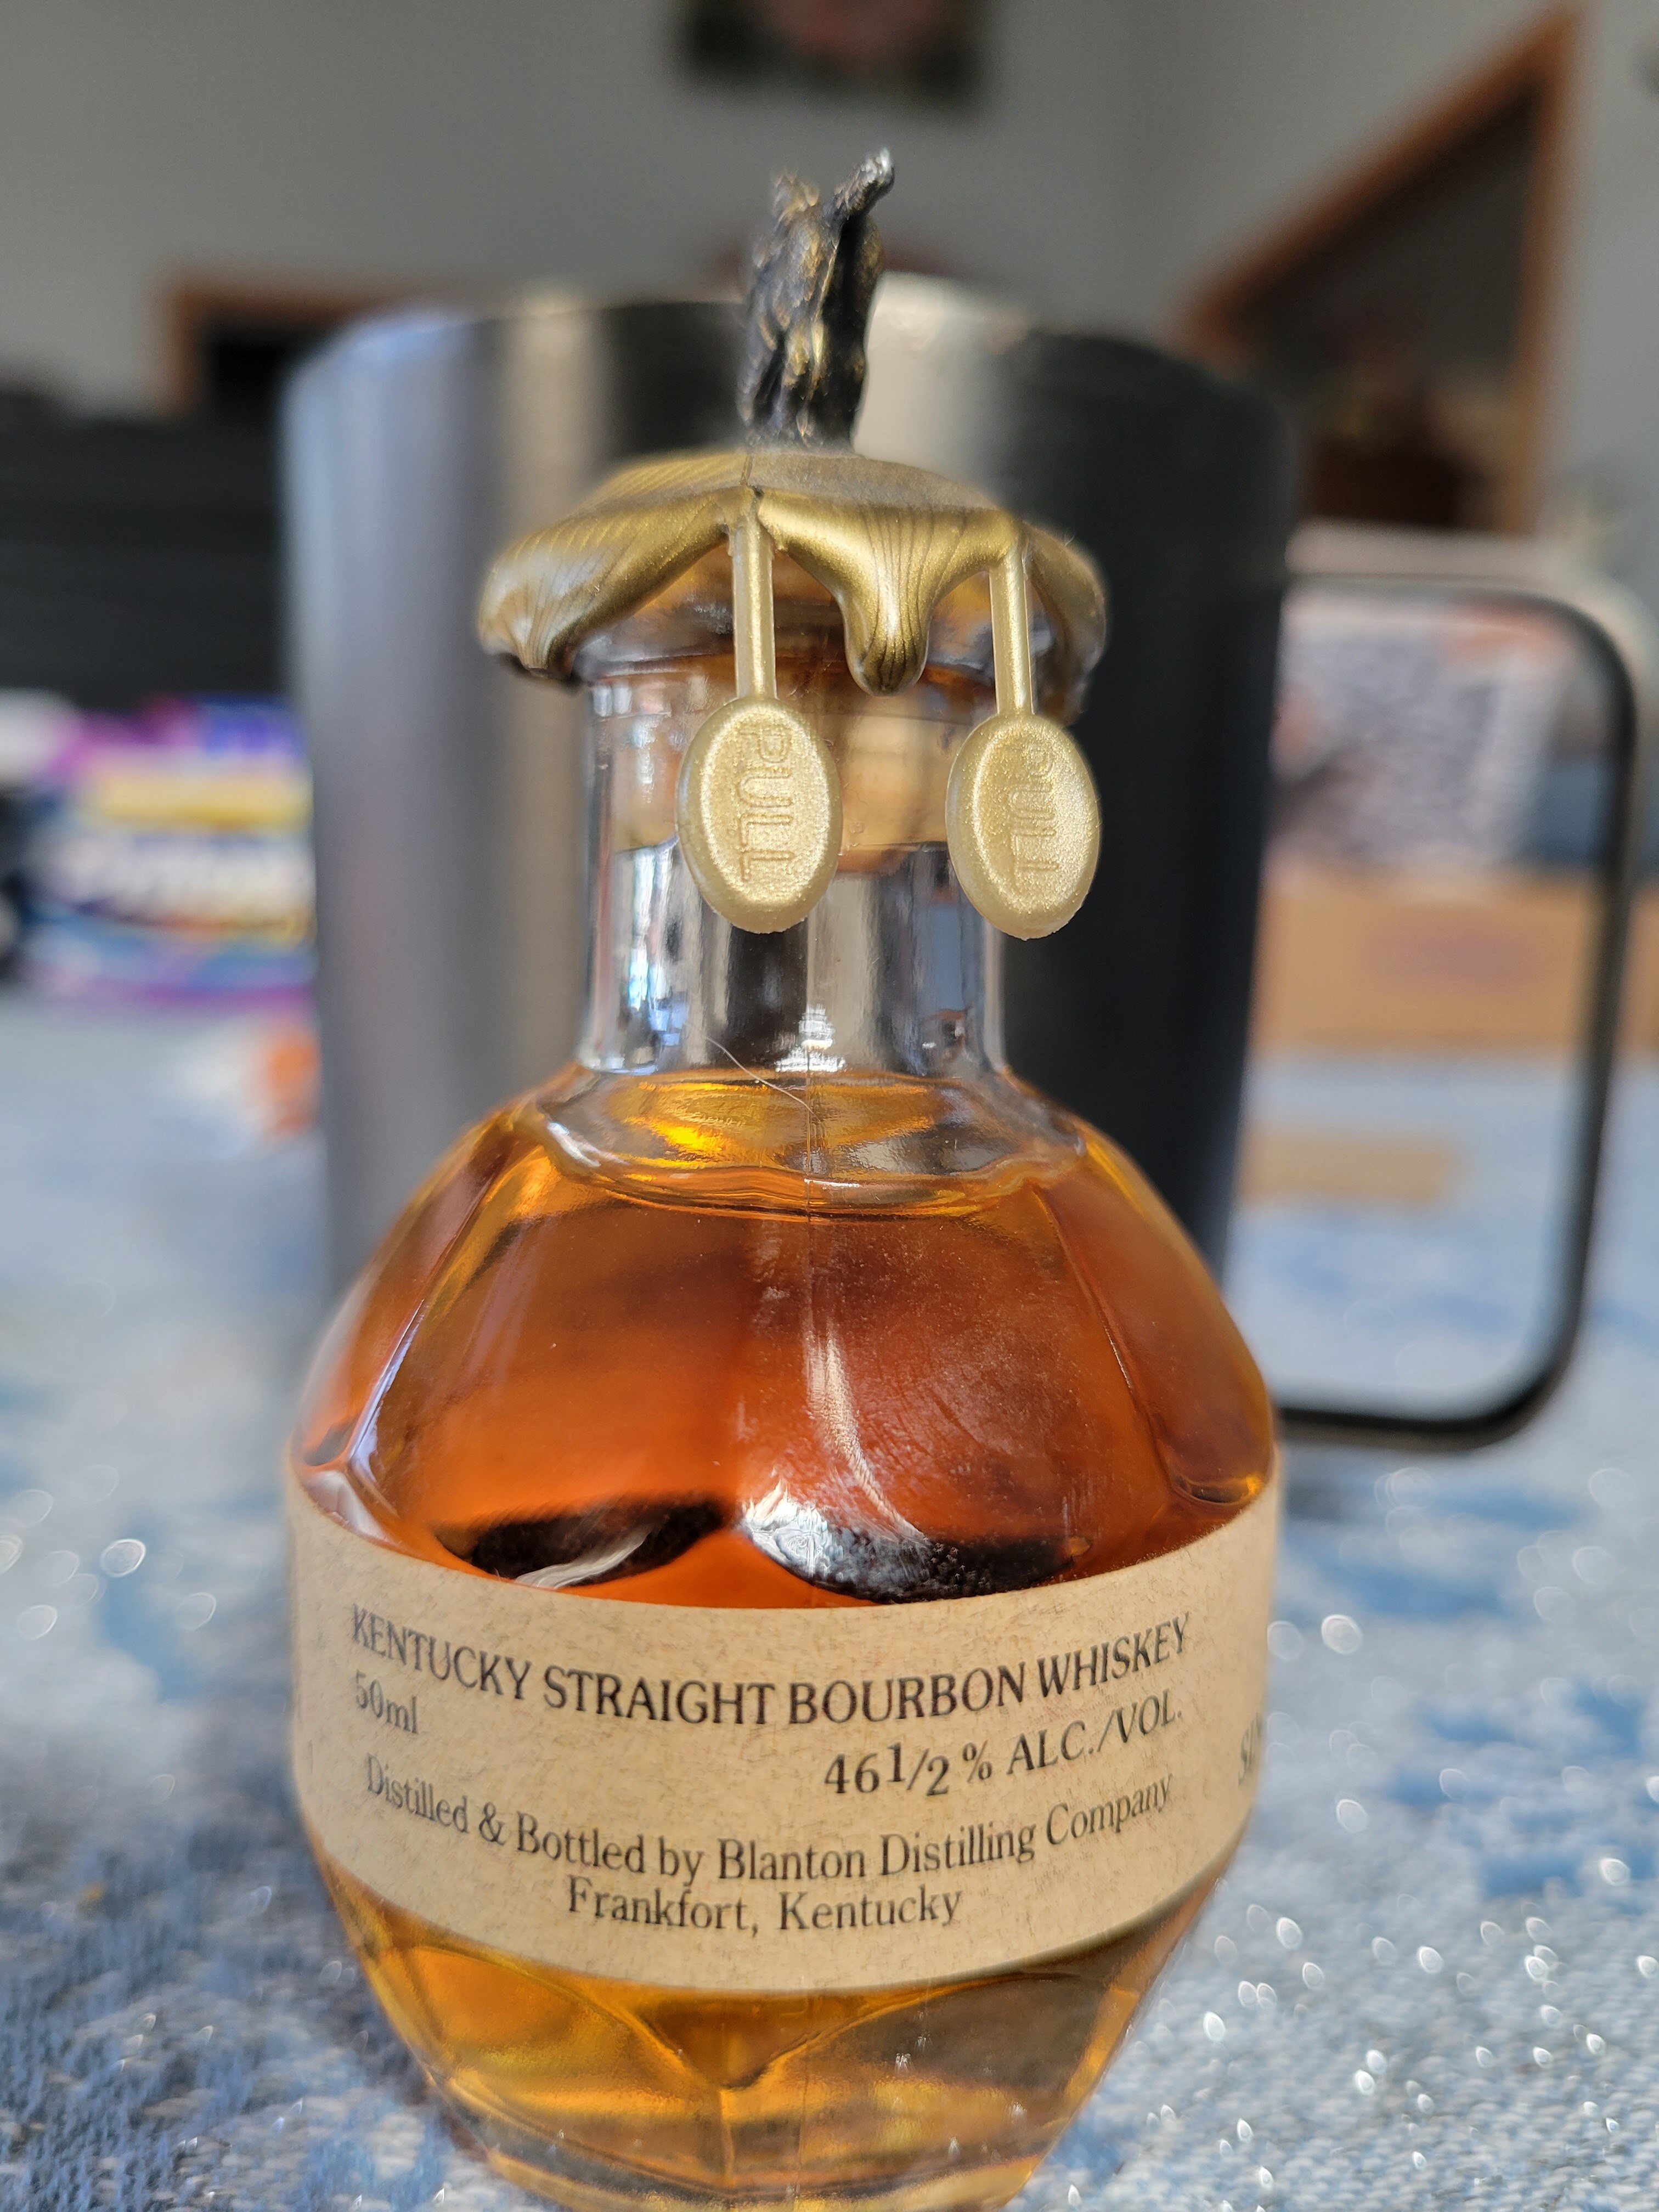 PULL
PULL
KENTUCKY STRAIGHT BOURBON WHISKEY
50ml
46 1/2 % ALC./VOL.
Distilled & Bottled by Blanton Distilling Company
Frankfort, Kentucky